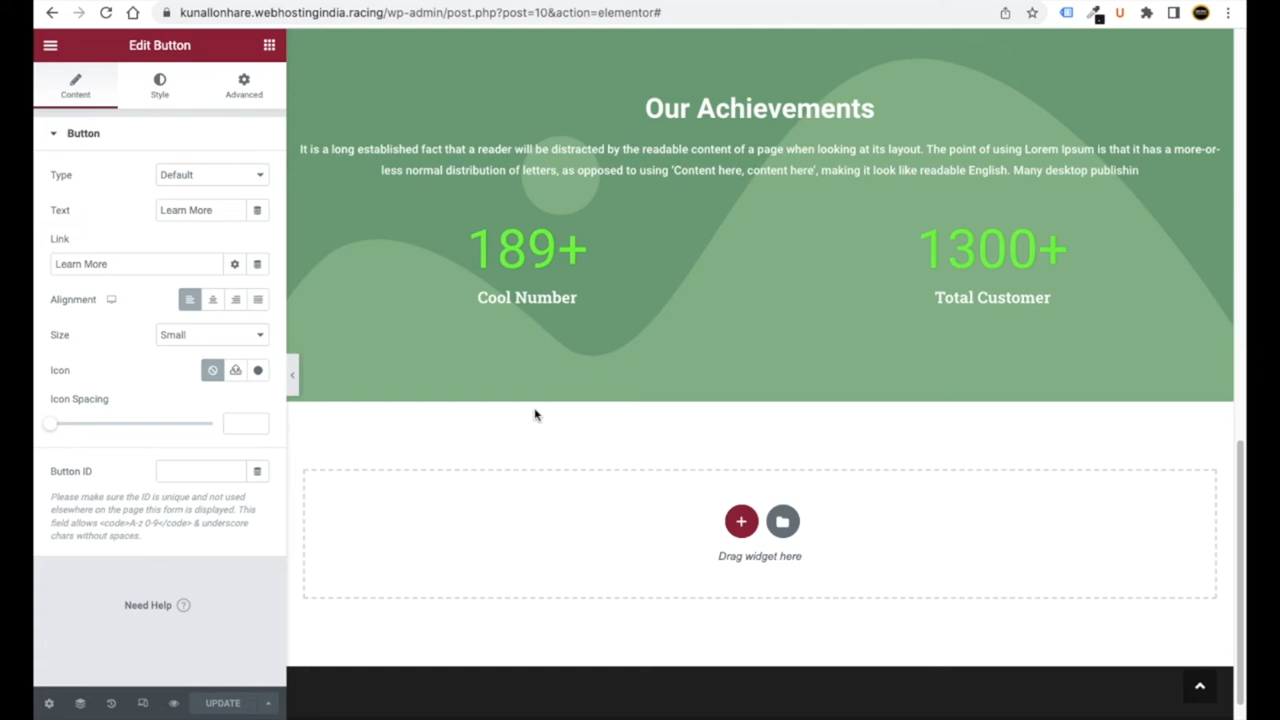 kunallonhare.webhostingindia.racing/wp-admin/post.php?post=10&action=elementor#
Edit Button
Content
Style
Advanced
Button
Type
Default
Text
Learn More
Link
Learn More
Alignment
Size
Small
Icon
Icon Spacing
Button ID
Please make sure the ID is unique and not used
elsewhere on the page this form is displayed. This
field allows <code>A-z 0-9</code> & underscore
chars without spaces.
Need Help ?
UPDATE
Our Achievements
It is a long established fact that a reader will be distracted by the readable content of a page when looking at its layout. The point of using Lorem Ipsum is that it has a more-or-
less normal distribution of letters, as opposed to using 'Content here, content here', making it look like readable English. Many desktop publishin
189+
Cool Number
1300+
Total Customer
Drag widget here